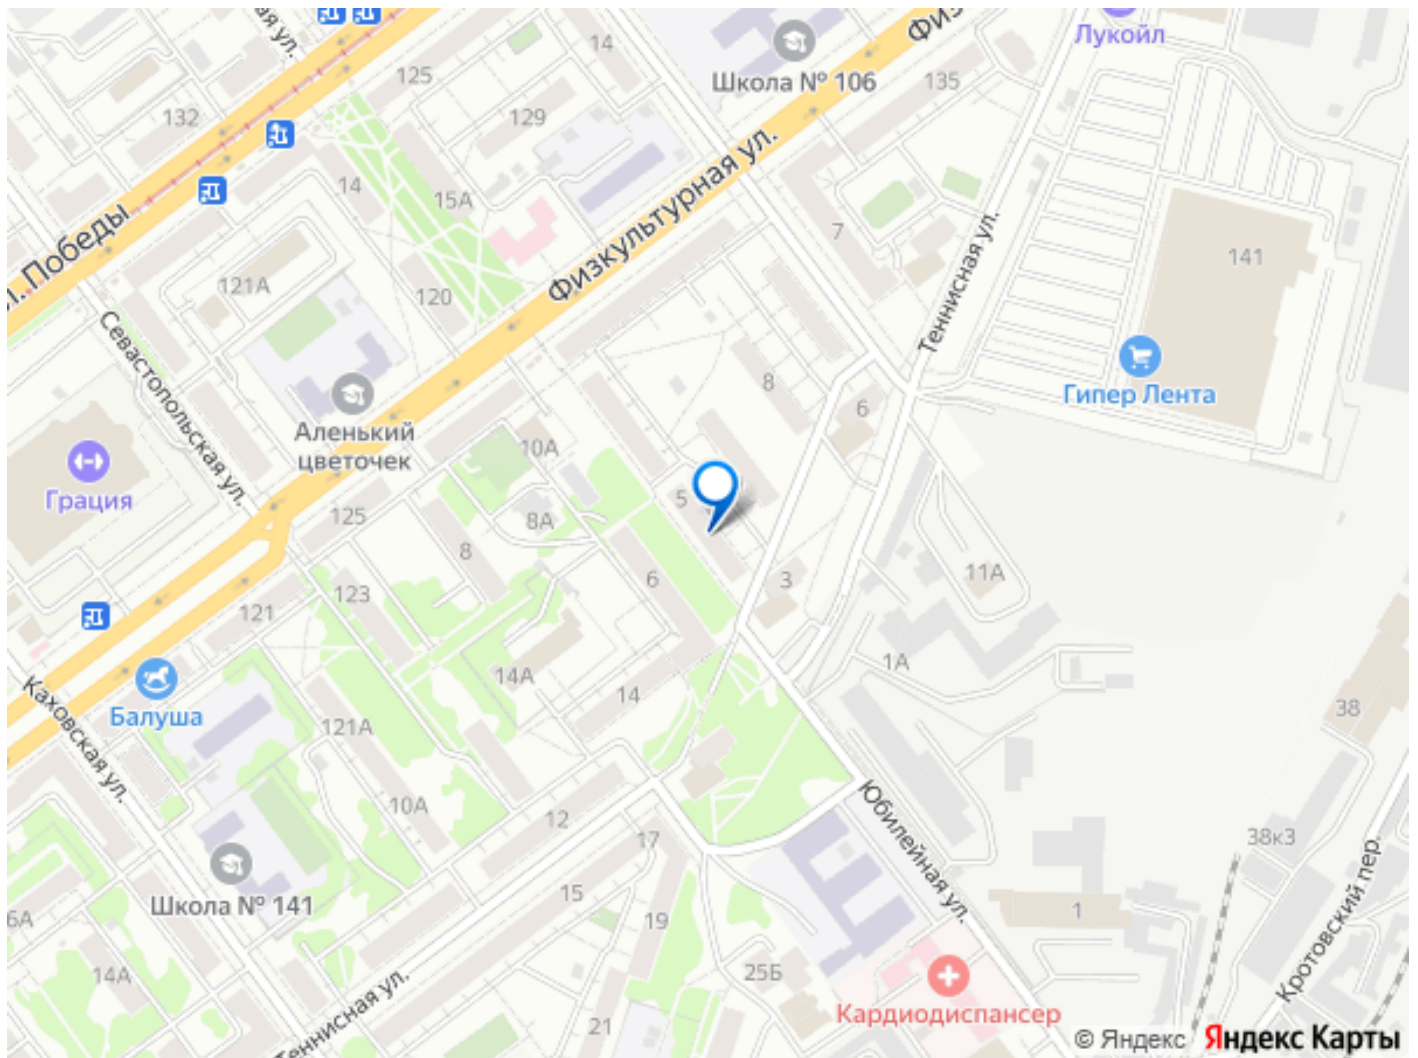 ая ул.
Физ
Лукойл
14
Школа № 106
125
135
132
129
14
15А
Физкультурная ул.
л. Победы
7
Теннисная ул.
141
121А
120
Севастопольская ул.
Гипер Лента
8
6
Аленький
цветочек
10А
Грация
5
125
8А
8
6
3
11А
123
121
1А
14А
14
38
Балуша
121А
Каховская ул.
10А
12
17
Юбилейная ул.
38к3
15
Школа № 141
19
1
6А
14А
25Б
Кротовский пер.
Теннисная ул.
Кардиодиспансер
21
© Яндекс Яндекс Карты